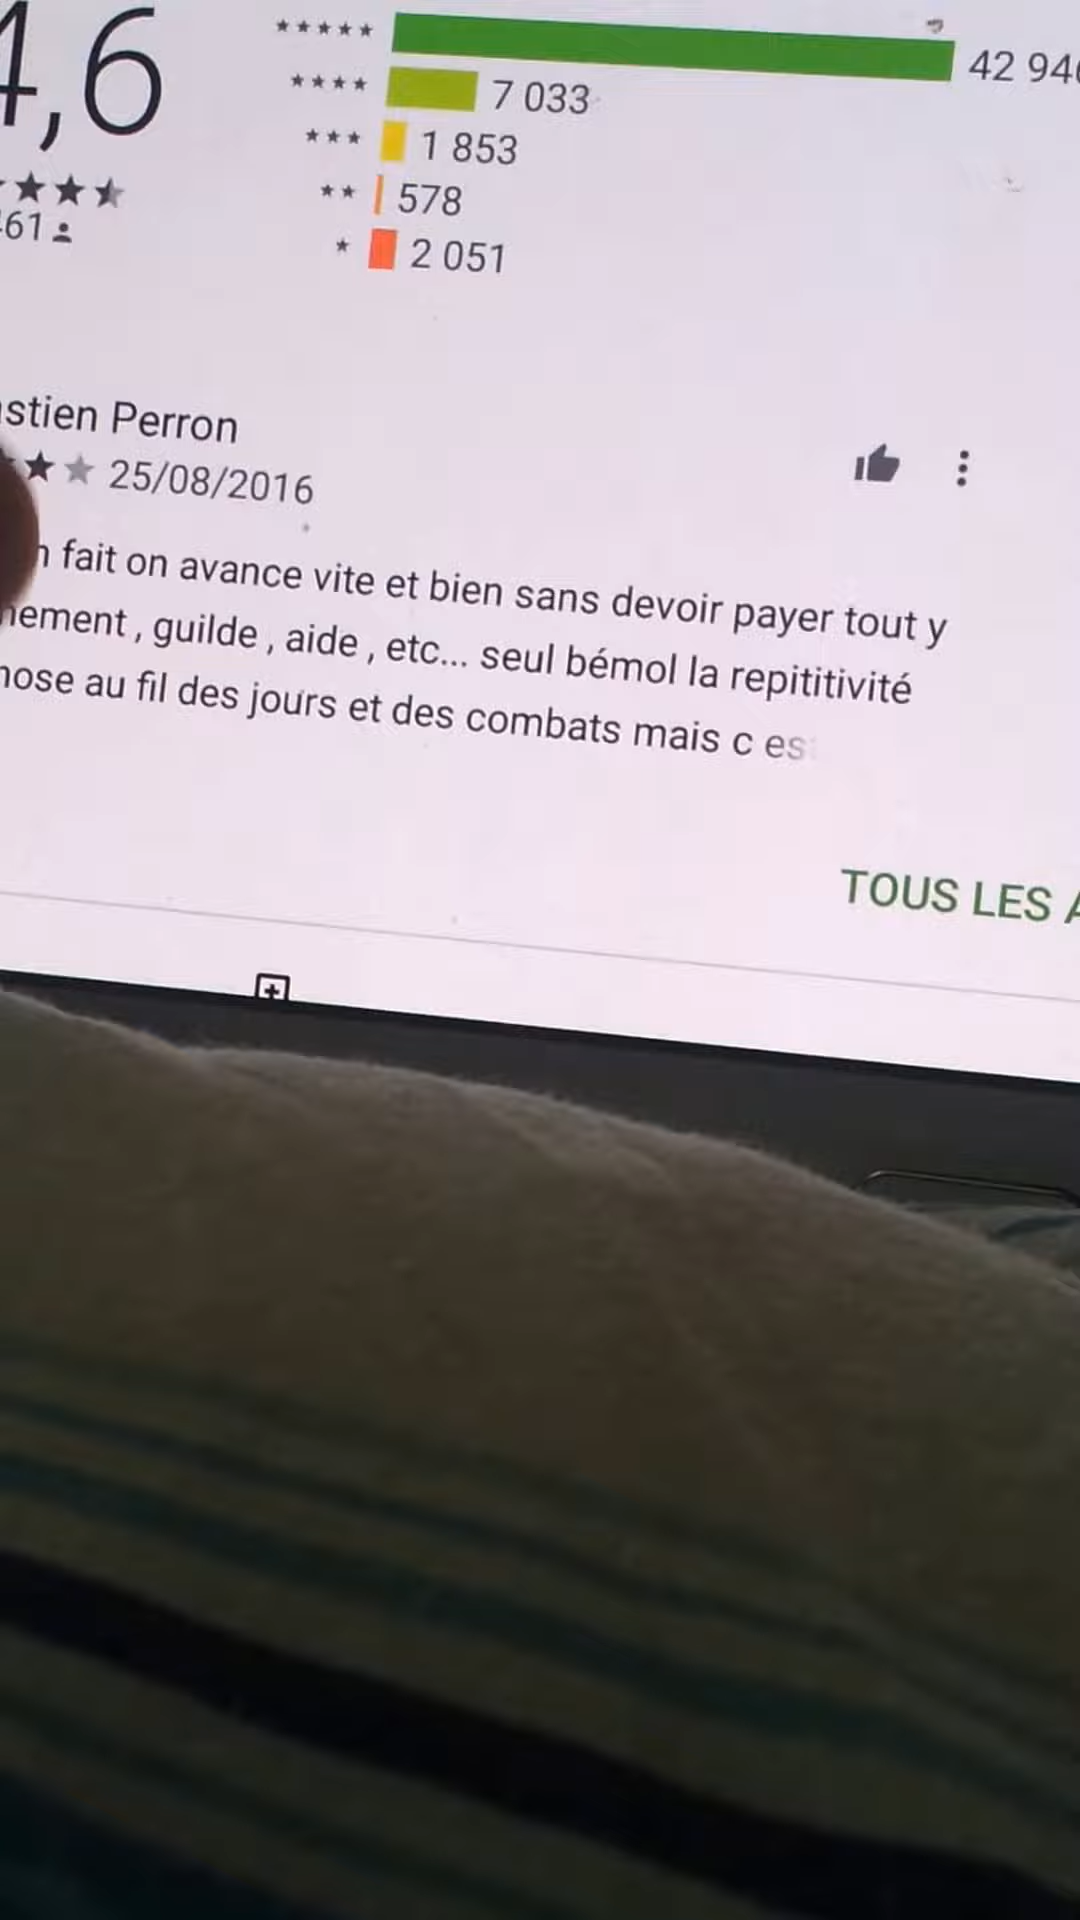 4,6
42 94
7 033
1 853
578
2 051
61
stien Perron
25/08/2016
fait on avance vite et bien sans devoir payer tout y
nement , guilde , aide , etc... seul bémol la repititivité
hose au fil des jours et des combats mais c es
TOUS LES A